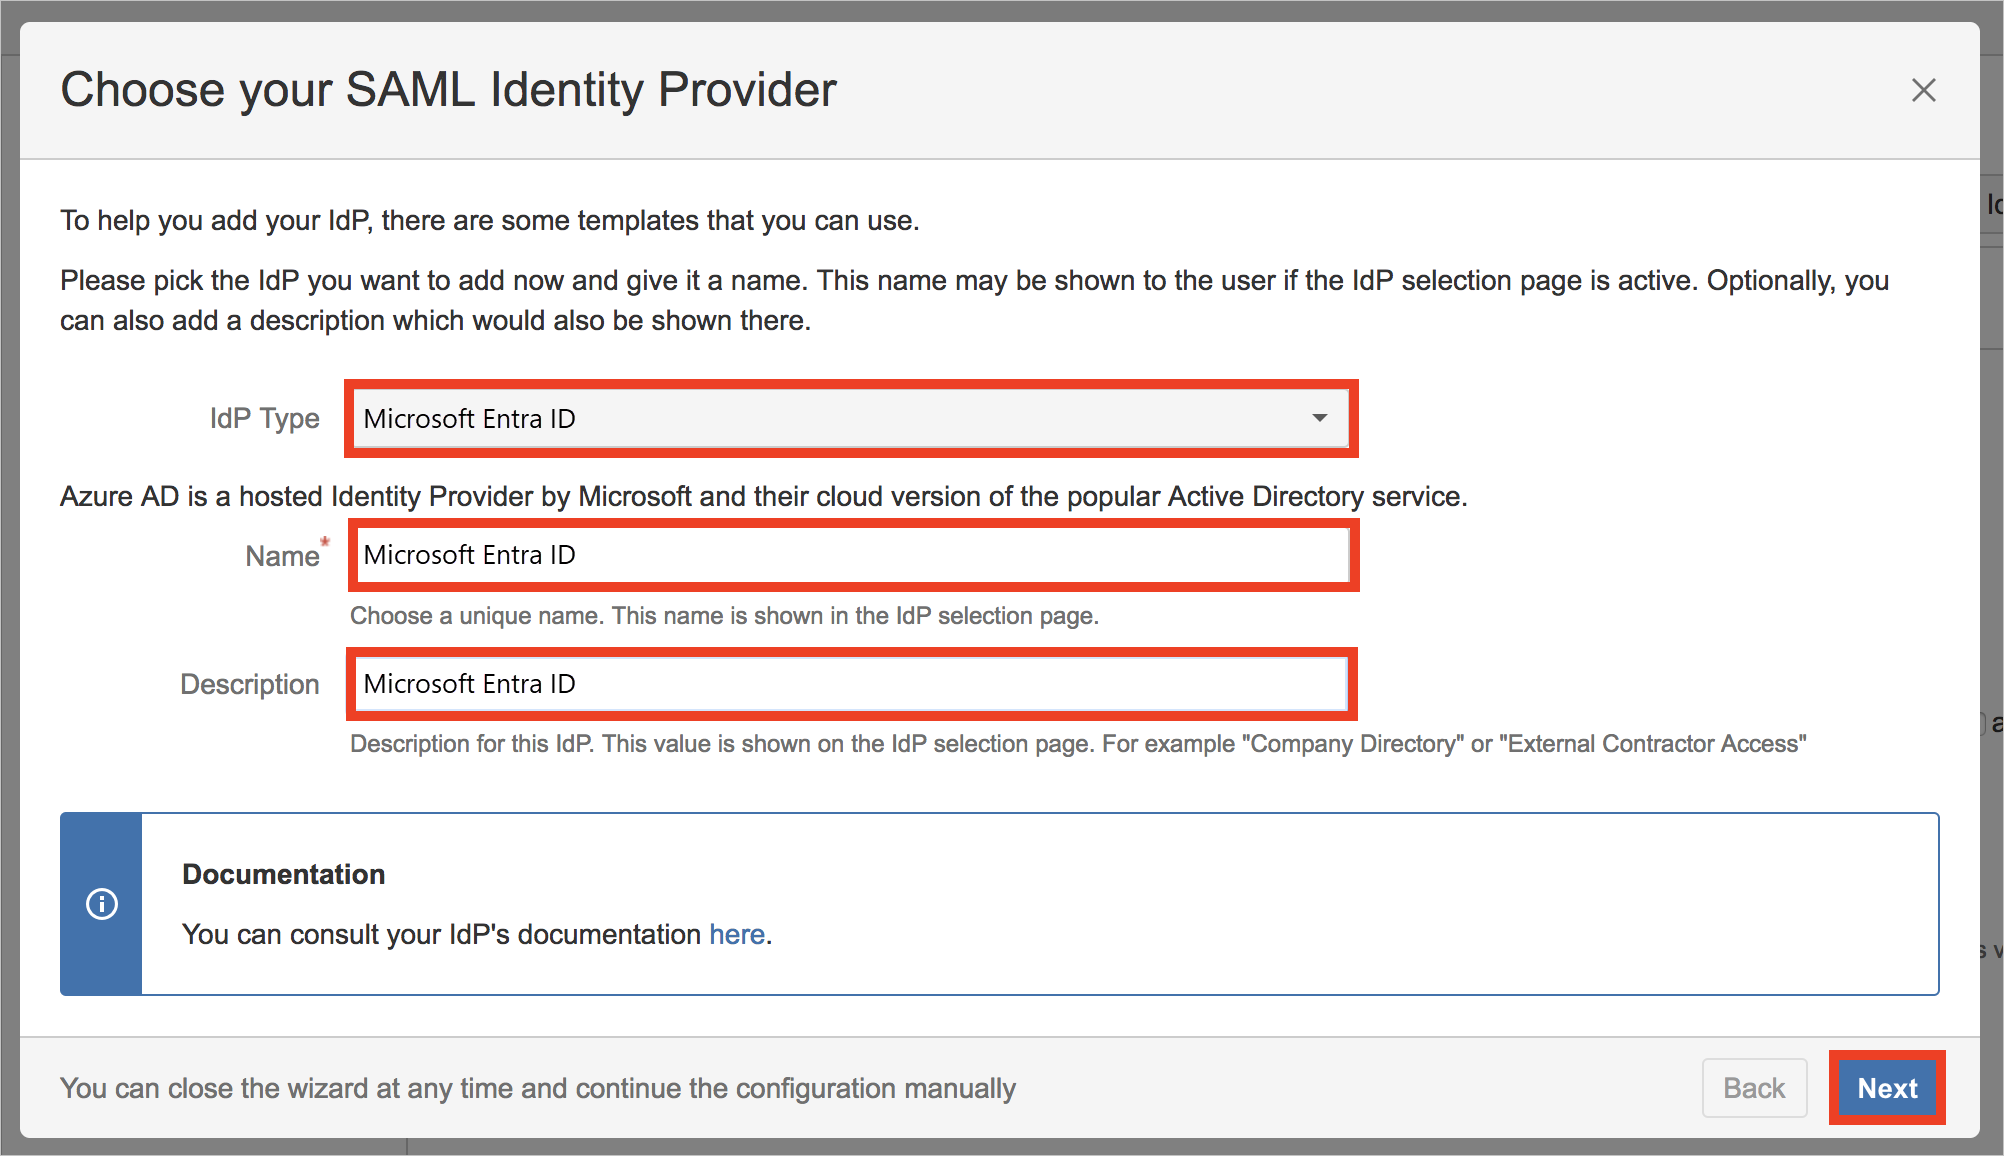 Choose your SAML Identity Provider
To help you add your IdP, there are some templates that you can use.
Please pick the IdP you want to add now and give it a name. This name may be shown to the user if the IdP selection page is active. Optionally, you
can also add a description which would also be shown there.
IdP Type
Microsoft Entra ID
Azure AD is a hosted Identity Provider by Microsoft and their cloud version of the popular Active Directory service.
Name*
Microsoft Entra ID
Choose a unique name. This name is shown in the IdP selection page.
Description
Microsoft Entra ID
Description for this IdP. This value is shown on the IdP selection page. For example "Company Directory" or "External Contractor Access"
Documentation
You can consult your IdP's documentation here.
You can close the wizard at any time and continue the configuration manually
Back
Next